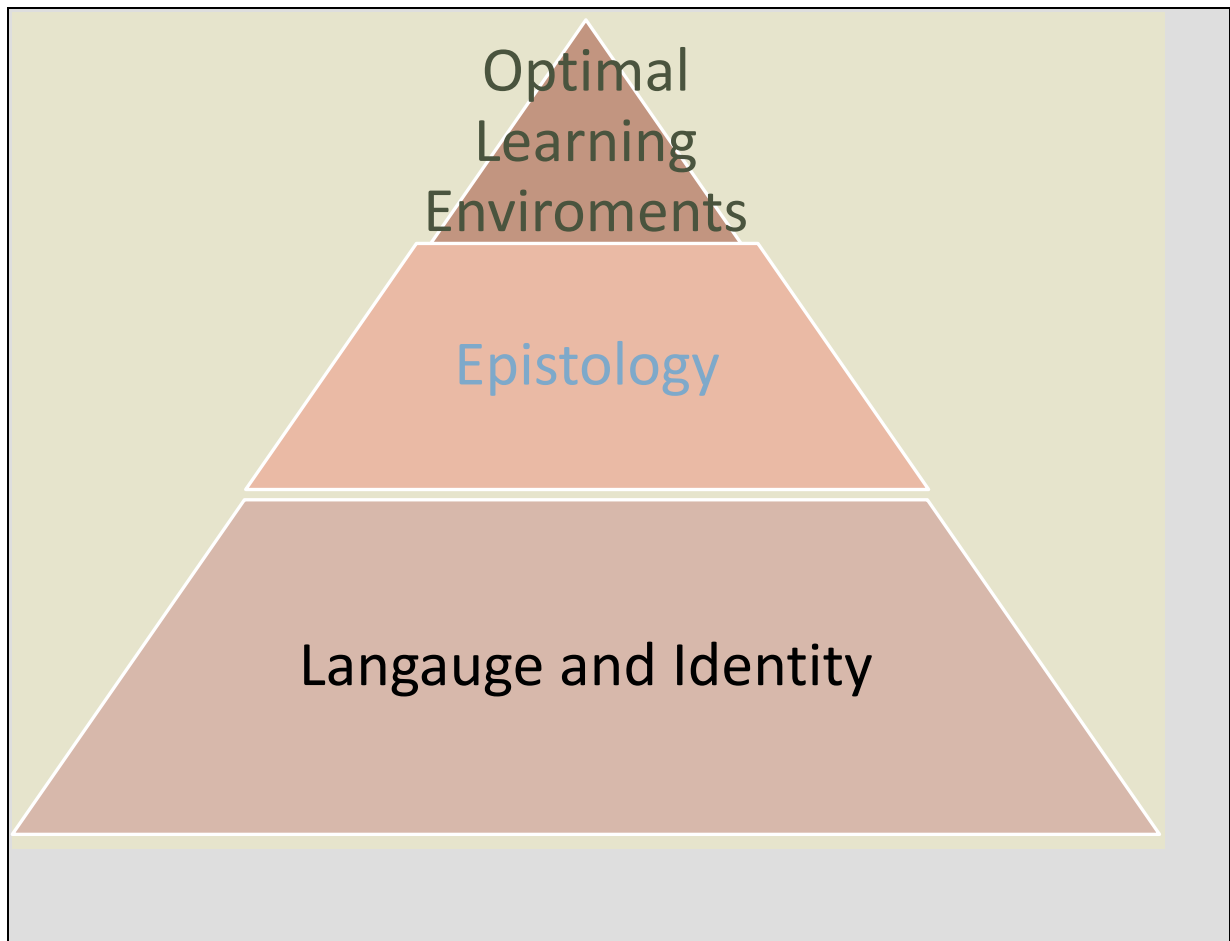 Optimal
Learning
Enviroments
Epistology
Langauge and Identity